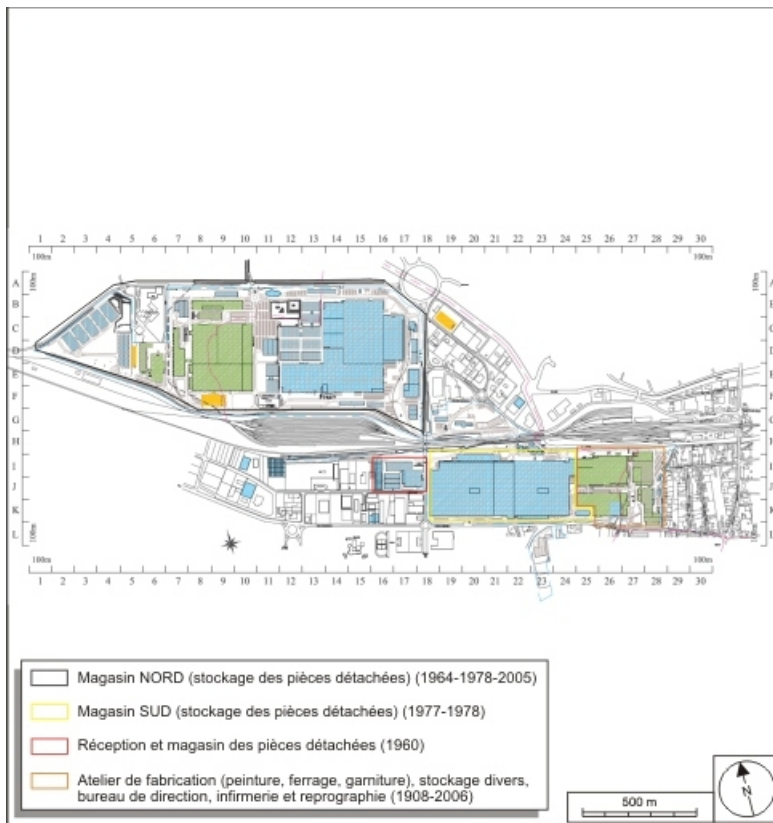 1 2 3 4 5 6 7 8 9 10 11 12 13 14 15 16 17 18 19 20 21 22 23 24 25 26 27 28 29 30
100m 100m
100m 100m
A A
B B
C C
D D
E E
F F
G G
H H
I I
J J
K K
L L
100m 100m
100m 100m
1 2 3 4 5 6 7 8 9 10 11 12 13 14 15 16 17 18 19 20 21 22 23 24 25 26 27 28 29 30
Magasin NORD (stockage des pièces détachées) (1964-1978-2005)
Magasin SUD (stockage des pièces détachées) (1977-1978)
Réception et magasin des pièces détachées (1960)
Atelier de fabrication (peinture, ferrage, garniture), stockage divers,
bureau de direction, infirmerie et reprographie (1908-2006)
500 m
N